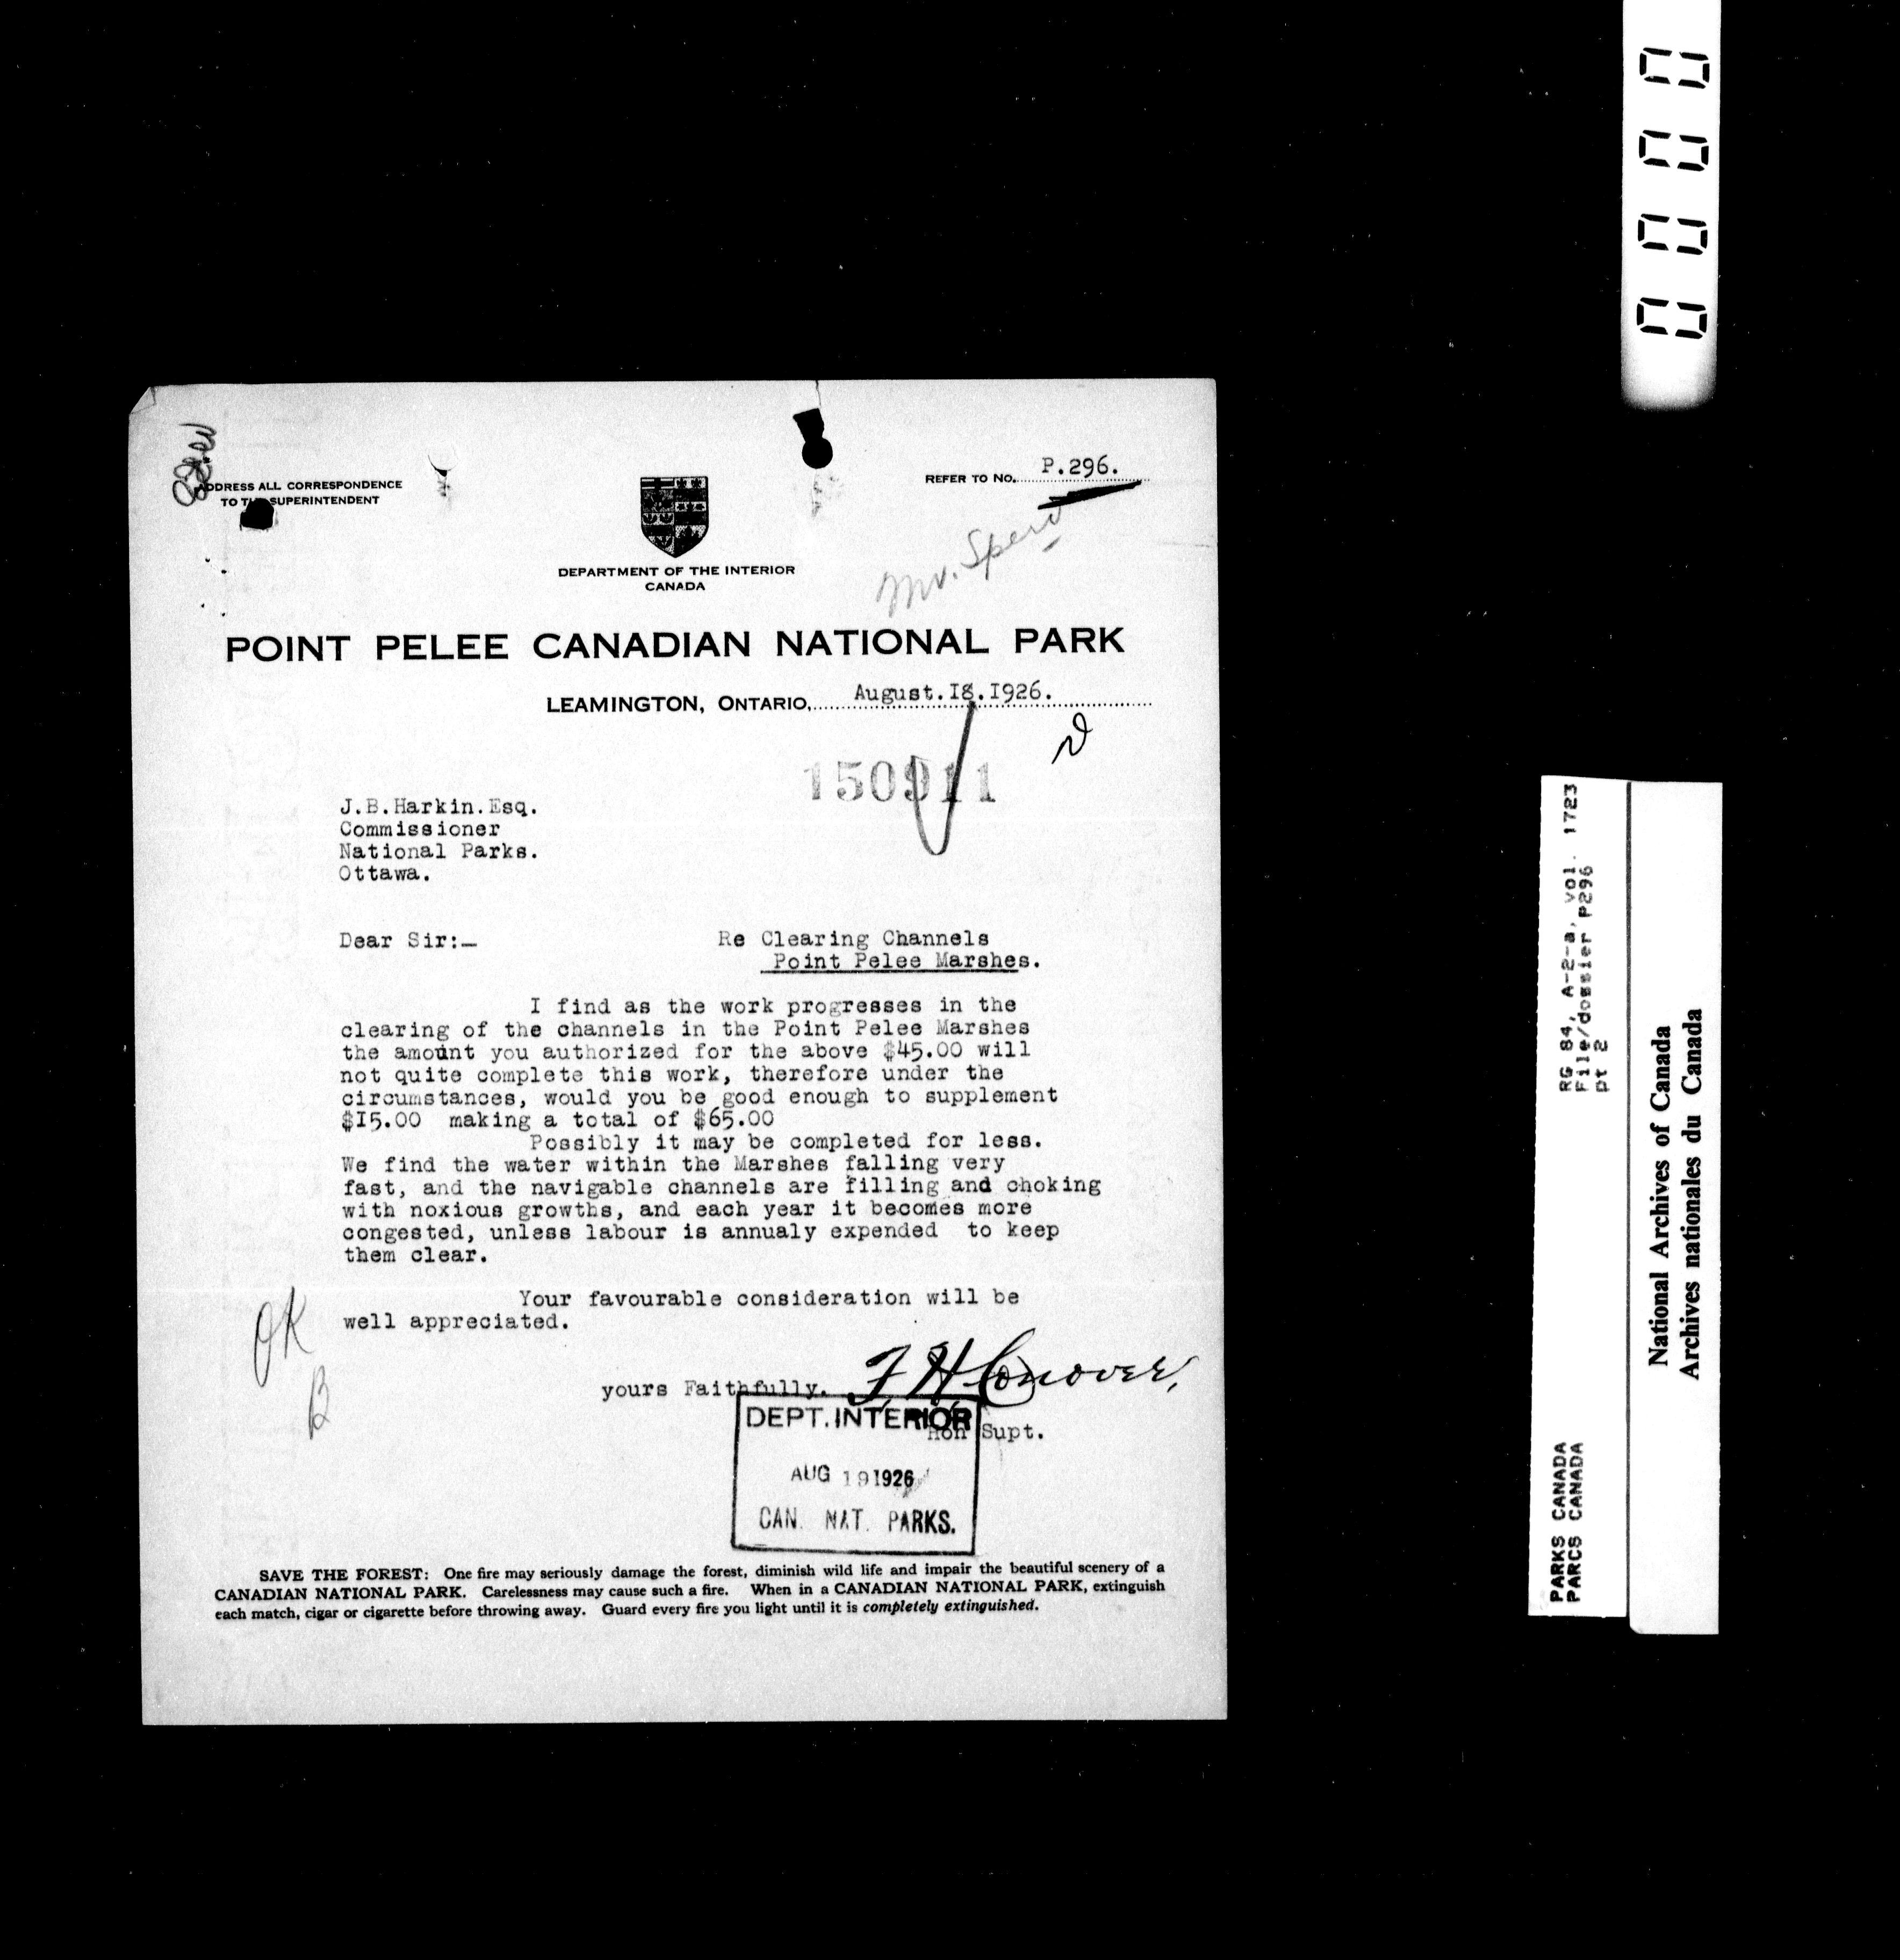 ADDRESS ALL CORRESPONDENCE
TO THE SUPERINTENDENT
REFER TO No. P.296.
Mr. Spero
DEPARTMENT OF THE INTERIOR
CANADA
POINT PELEE CANADIAN NATIONAL PARK
LEAMINGTON, ONTARIO, August.I8.I926.
150911
J.B.Harkin.Esq.
Commissioner
National Parks.
Ottawa.
Dear Sir:- Re Clearing Channels
Point Pelee Marshes.
I find as the work progresses in the
clearing of the channels in the Point Pelee Marshes
the amount you authorized for the above $45.00 will
not quite complete this work, therefore under the
circumstances, would you be good enough to supplement
$I5.00 making a total of $65.00
Possibly it may be completed for less.
We find the water within the Marshes falling very
fast, and the navigable channels are filling and choking
with noxious growths, and each year it becomes more
congested, unless labour is annualy expended to keep
them clear.
Your favourable consideration will be
well appreciated.
OK
B
yours Faithfully. F H Conover,
Hon Supt.
DEPT. INTERIOR
AUG 19 1926
CAN. NAT. PARKS.
SAVE THE FOREST: One fire may seriously damage the forest, diminish wild life and impair the beautiful scenery of a
CANADIAN NATIONAL PARK. Carelessness may cause such a fire. When in a CANADIAN NATIONAL PARK, extinguish
each match, cigar or cigarette before throwing away. Guard every fire you light until it is completely extinguished.
0000
RG 84, A-2-a, vol. 1723
File/dossier P296
pt 2
PARKS CANADA
PARCS CANADA
National Archives of Canada
Archives nationales du Canada